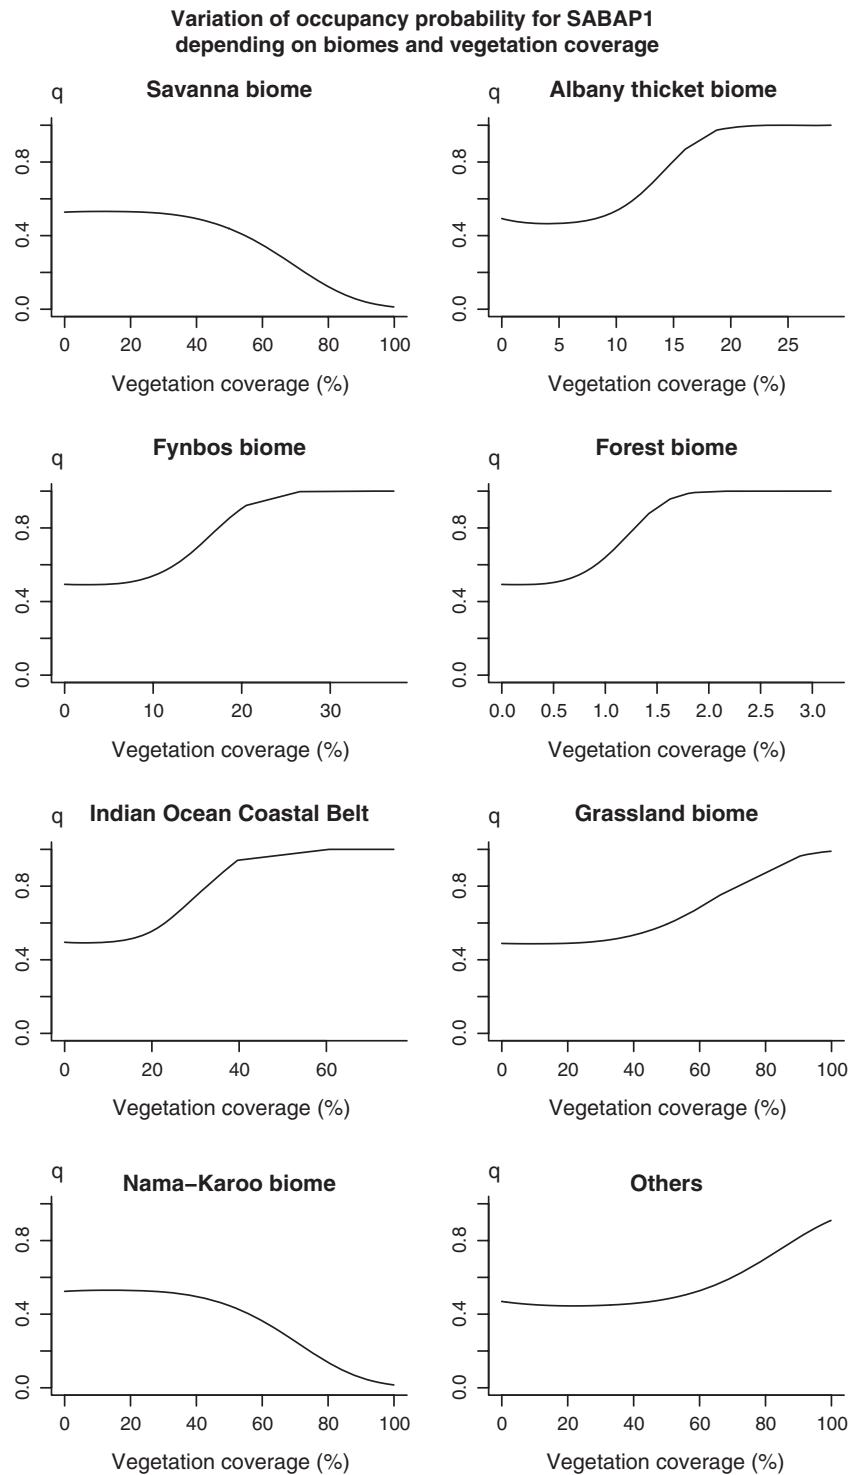 Variation of occupancy probability for SABAP1
depending on biomes and vegetation coverage
q
Savanna biome
0.0 0.4 0.8
0 20 40 60 80 100
Vegetation coverage (%)
q
Albany thicket biome
0.0 0.4 0.8
0 5 10 15 20 25
Vegetation coverage (%)
q
Fynbos biome
0.0 0.4 0.8
0 10 20 30
Vegetation coverage (%)
q
Forest biome
0.0 0.4 0.8
0.0 0.5 1.0 1.5 2.0 2.5 3.0
Vegetation coverage (%)
q
Indian Ocean Coastal Belt
0.0 0.4 0.8
0 20 40 60
Vegetation coverage (%)
q
Grassland biome
0.0 0.4 0.8
0 20 40 60 80 100
Vegetation coverage (%)
q
Nama−Karoo biome
0.0 0.4 0.8
0 20 40 60 80 100
Vegetation coverage (%)
q
Others
0.0 0.4 0.8
0 20 40 60 80 100
Vegetation coverage (%)